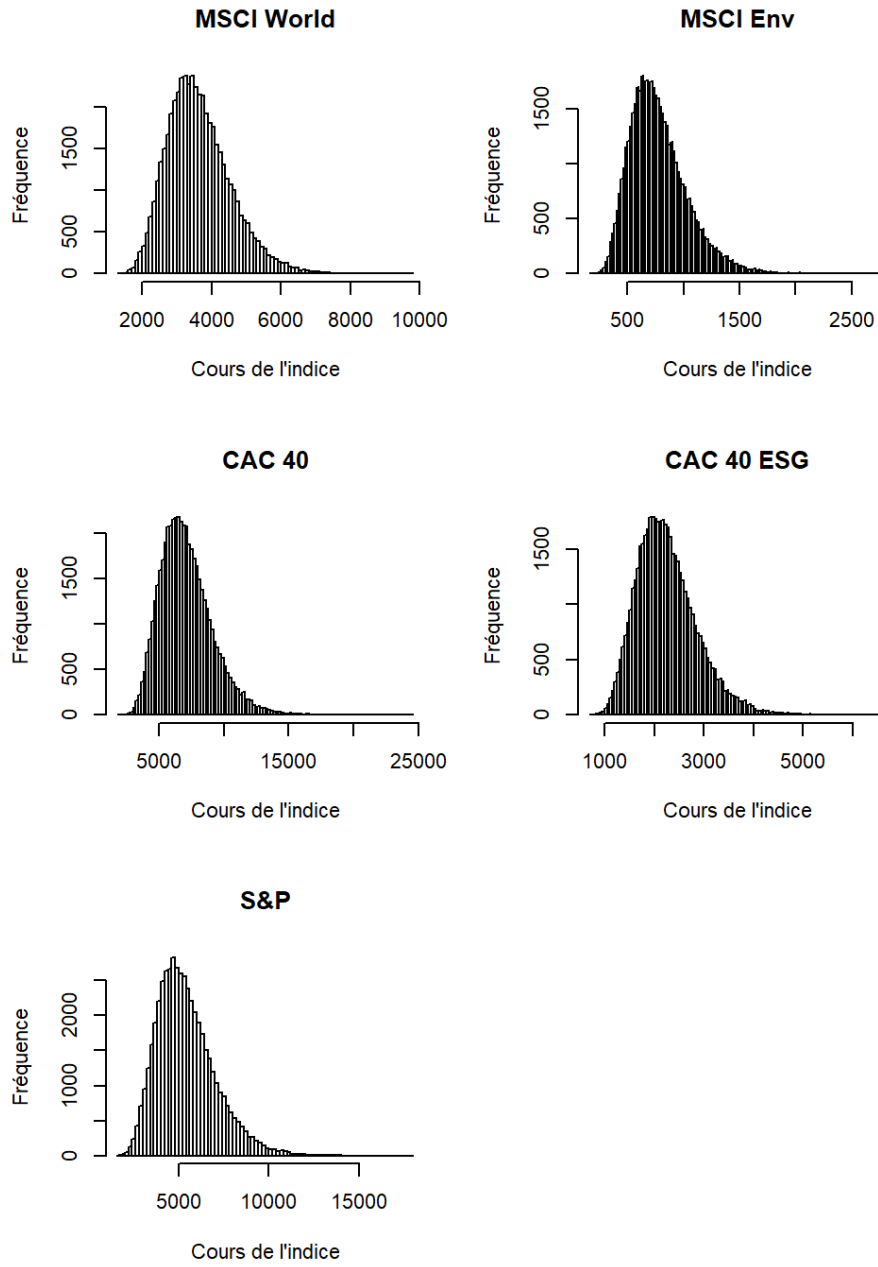 MSCI World
Fréquence
0 500 1500
2000 4000 6000 8000 10000
Cours de l'indice
MSCI Env
Fréquence
0 500 1500
500 1500 2500
Cours de l'indice
CAC 40
Fréquence
0 500 1500
5000 15000 25000
Cours de l'indice
CAC 40 ESG
Fréquence
0 500 1500
1000 3000 5000
Cours de l'indice
S&P
Fréquence
0 1000 2000
5000 10000 15000
Cours de l'indice